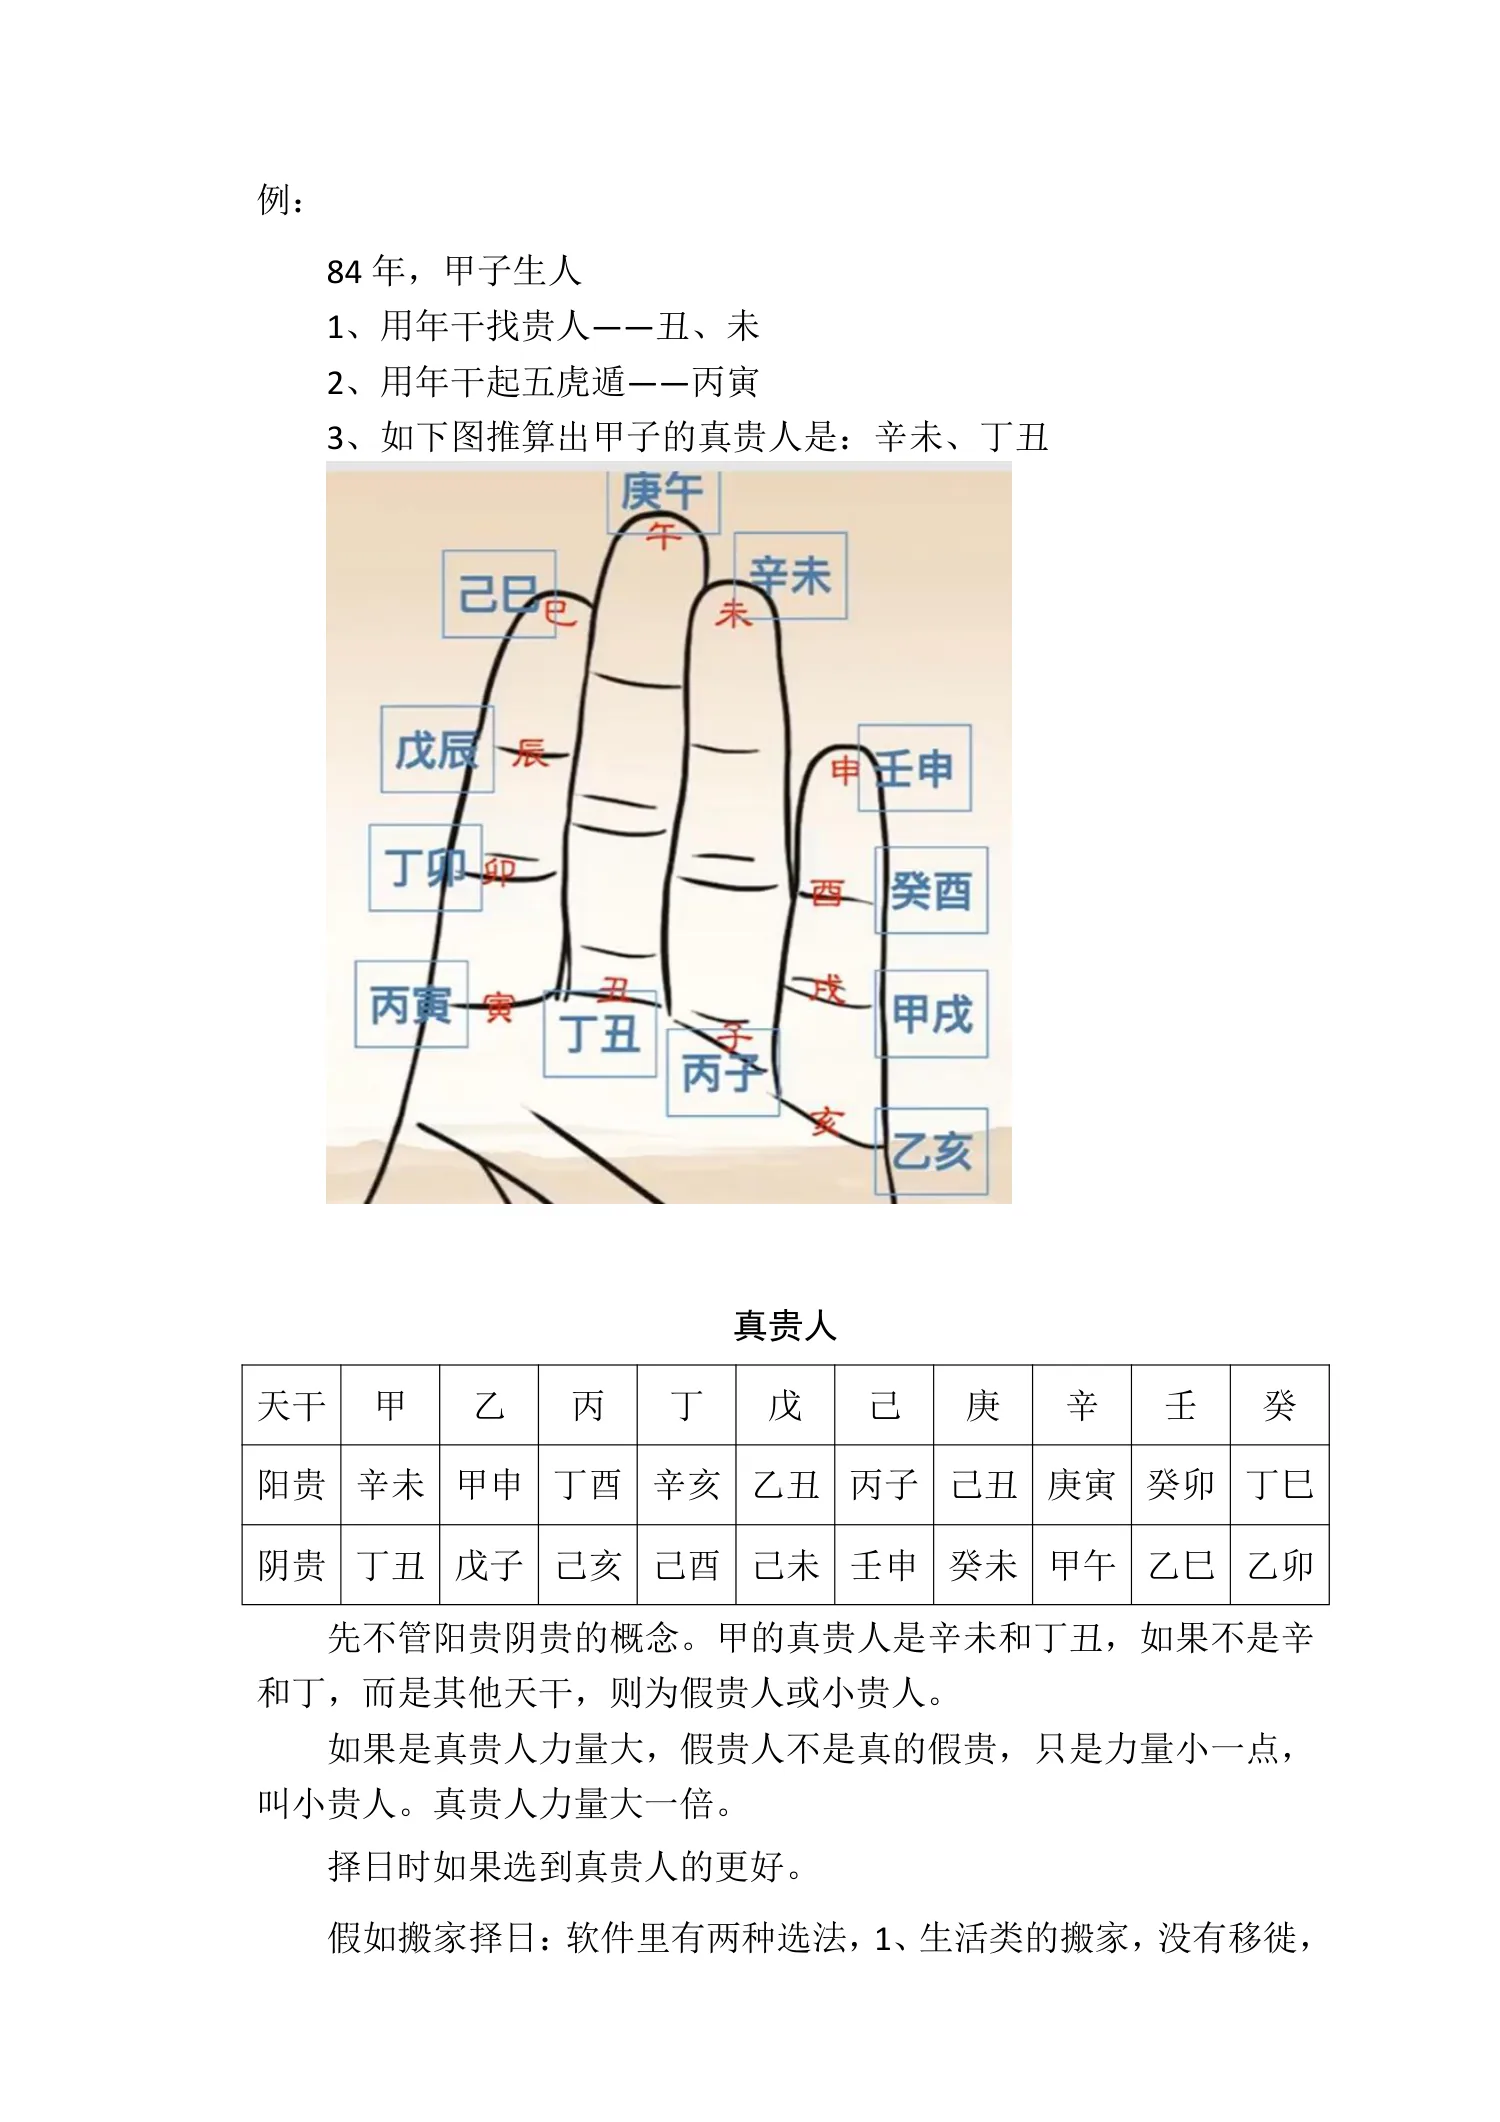 例：
84 年，甲子生人
1、用年干找贵人——丑、未
2、用年干起五虎遁——丙寅
3、如下图推算出甲子的真贵人是：辛未、丁丑
庚午
午
辛未
己巳
巳
未
戊辰
辰
申
壬申
丁卯
卯
酉
癸酉
丙寅
寅
丑
丁丑
戌
甲戌
子
丙子
亥
乙亥
真贵人
天干 甲 乙 丙 丁 戊 己 庚 辛 壬 癸
阳贵 辛未 甲申 丁酉 辛亥 乙丑 丙子 己丑 庚寅 癸卯 丁巳
阴贵 丁丑 戊子 己亥 己酉 己未 壬申 癸未 甲午 乙巳 乙卯
先不管阳贵阴贵的概念。甲的真贵人是辛未和丁丑，如果不是辛
和丁，而是其他天干，则为假贵人或小贵人。
如果是真贵人力量大，假贵人不是真的假贵，只是力量小一点，
叫小贵人。真贵人力量大一倍。
择日时如果选到真贵人的更好。
假如搬家择日：软件里有两种选法，1、生活类的搬家，没有移徙，